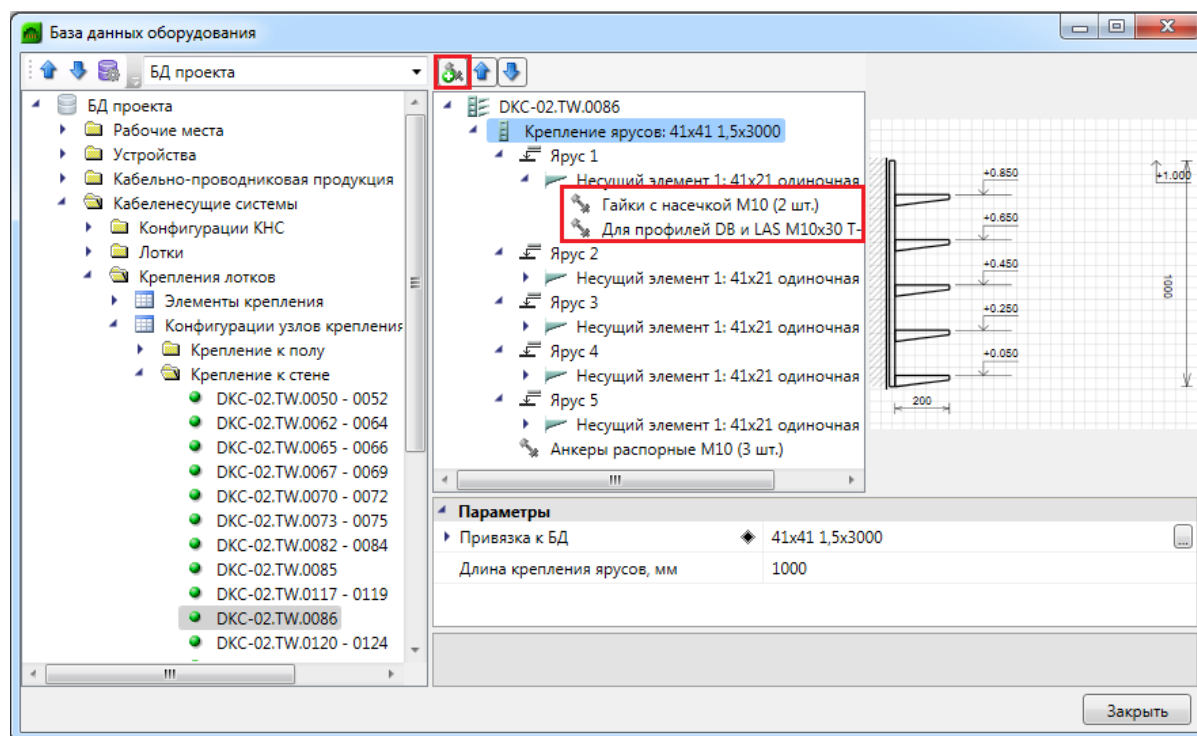 База данных оборудования
БД проекта
БД проекта
Рабочие места
Устройства
Кабельно-проводниковая продукция
Кабеленесущие системы
Конфигурации КНС
Лотки
Крепления лотков
Элементы крепления
Конфигурации узлов крепления
Крепление к полу
Крепление к стене
DKC-02.TW.0050 - 0052
DKC-02.TW.0062 - 0064
DKC-02.TW.0065 - 0066
DKC-02.TW.0067 - 0069
DKC-02.TW.0070 - 0072
DKC-02.TW.0073 - 0075
DKC-02.TW.0082 - 0084
DKC-02.TW.0085
DKC-02.TW.0117 - 0119
DKC-02.TW.0086
DKC-02.TW.0120 - 0124
DKC-02.TW.0086
Крепление ярусов: 41x41 1,5x3000
Ярус 1
Несущий элемент 1: 41x21 одиночная
Гайки с насечкой М10 (2 шт.)
Для профилей DB и LAS M10x30 Т-
Ярус 2
Несущий элемент 1: 41x21 одиночная
Ярус 3
Несущий элемент 1: 41x21 одиночная
Ярус 4
Несущий элемент 1: 41x21 одиночная
Ярус 5
Несущий элемент 1: 41x21 одиночная
Анкеры распорные М10 (3 шт.)
+0.850
+1.000
+0.650
+0.450
1000
+0.250
+0.050
200
Параметры
Привязка к БД
41x41 1,5x3000
...
Длина крепления ярусов, мм
1000
Закрыть